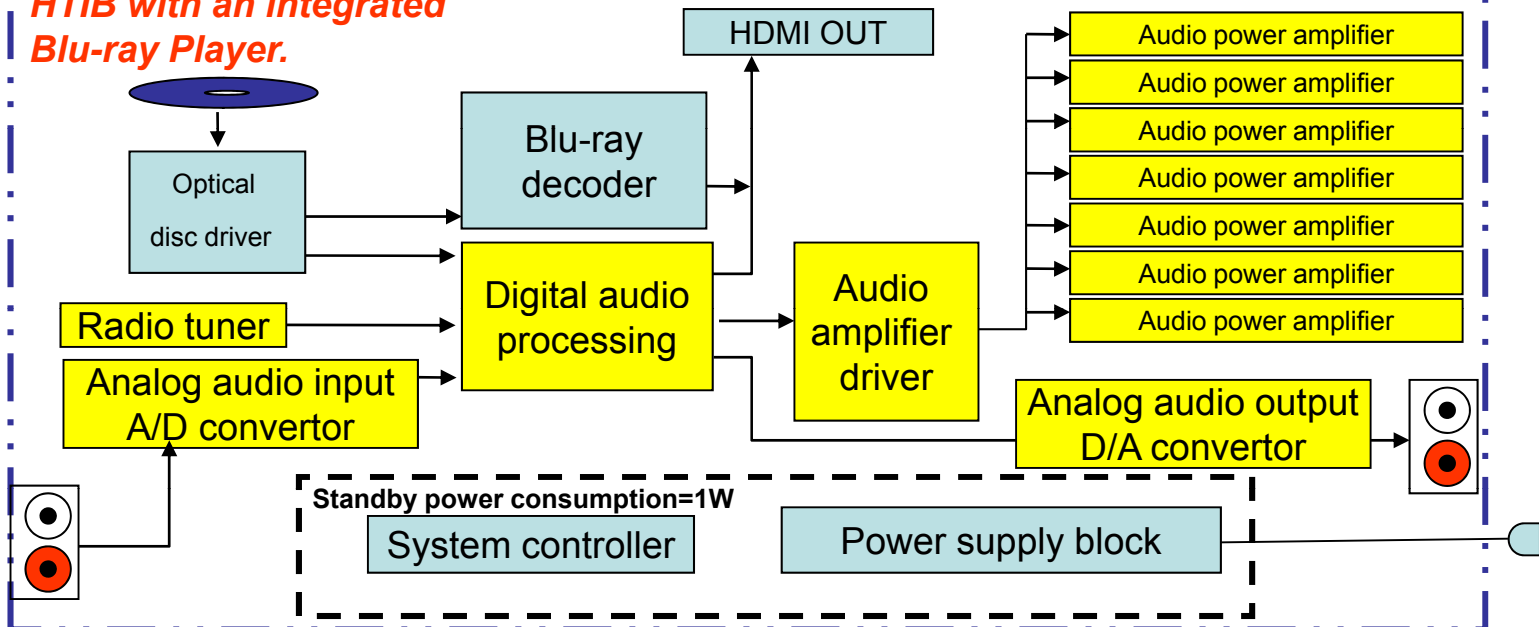 HTIB with an integrated
Blu-ray Player.
HDMI OUT
Audio power amplifier
Audio power amplifier
Audio power amplifier
Audio power amplifier
Audio power amplifier
Audio power amplifier
Audio power amplifier
Blu-ray
decoder
Optical
disc driver
Digital audio
processing
Audio
amplifier
driver
Radio tuner
Analog audio input
A/D convertor
Analog audio output
D/A convertor
Standby power consumption=1W
System controller
Power supply block